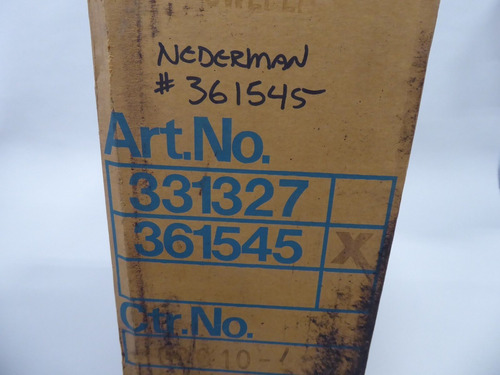 NEDERMAN
# 361545
Art.No.
331327
361545 X
Ctr.No.